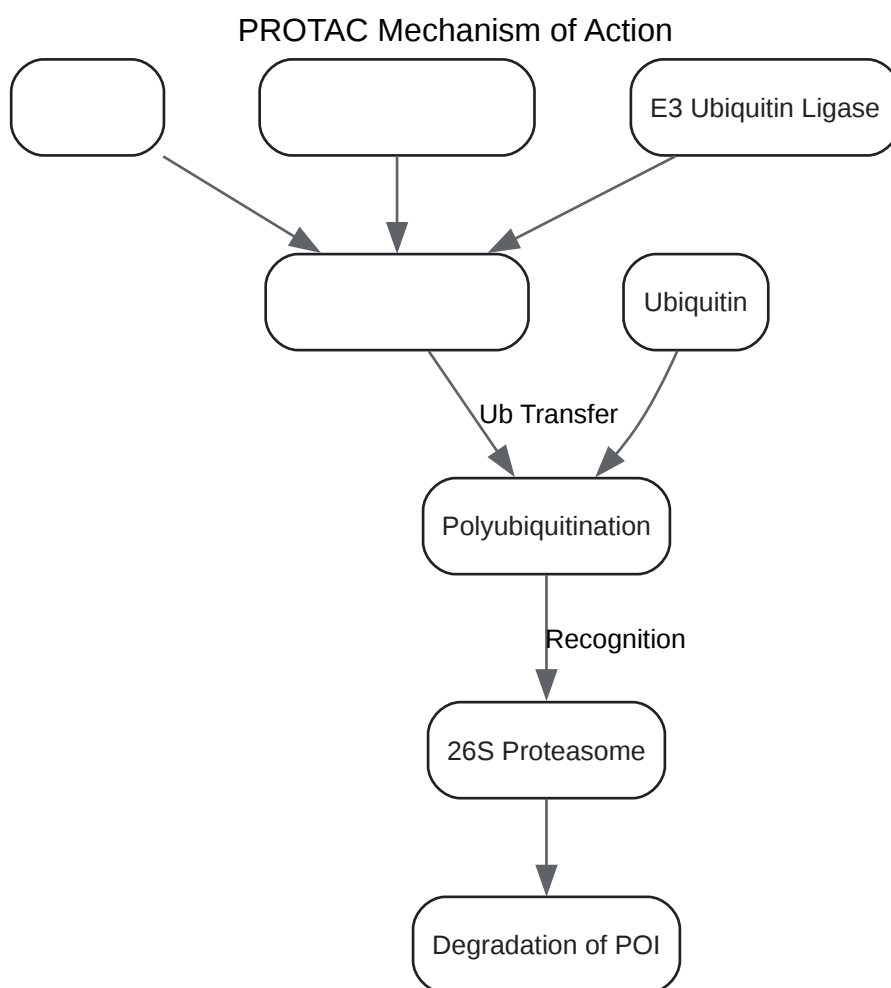 PROTAC Mechanism of Action
E3 Ubiquitin Ligase
Ubiquitin
Ub Transfer
Polyubiquitination
Recognition
26S Proteasome
Degradation of POI